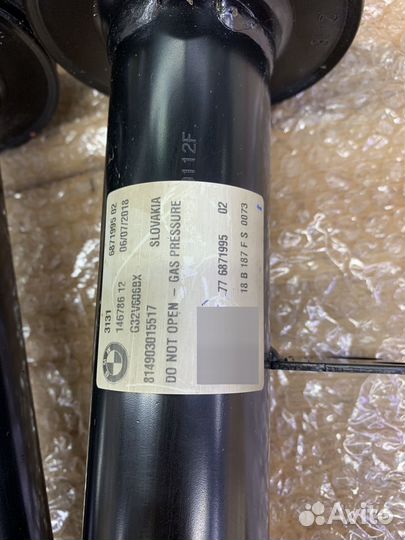 3131 6871995 02
146786 12 06/07/2018
G32V606BX
814903015517 SLOVAKIA
DO NOT OPEN - GAS PRESSURE
77 6871995 02
18 B 187 F S 0073
Avito